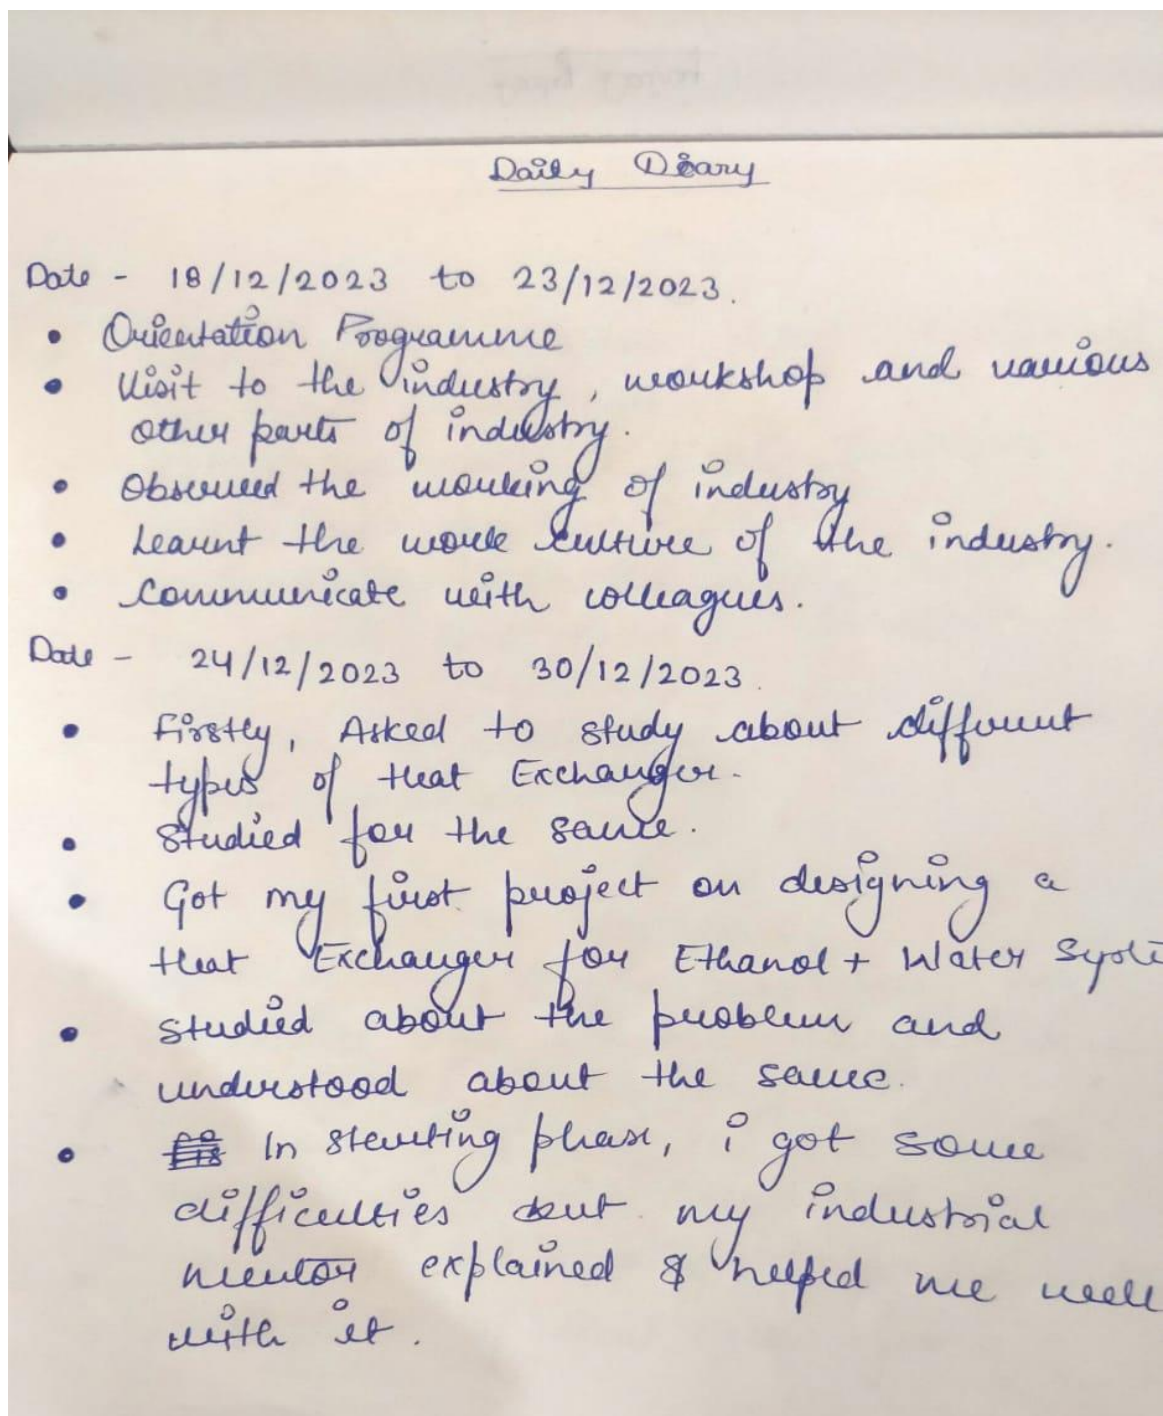 Daily Diary
Date - 18/12/2023 to 23/12/2023.
• Orientation Programme
• Visit to the industry, workshop and various
other parts of industry.
• Observed the working of industry
• Learnt the work culture of the industry.
• Communicate with colleagues.
Date - 24/12/2023 to 30/12/2023.
• Firstly, Asked to study about different
types of Heat Exchanger.
• Studied for the same.
• Got my first project on designing a
Heat Exchanger for Ethanol + Water
• Studied about the problem and
understood about the same.
• In starting phase, i got some
difficulties but my industrial
mentor explained & helped me well
with it.